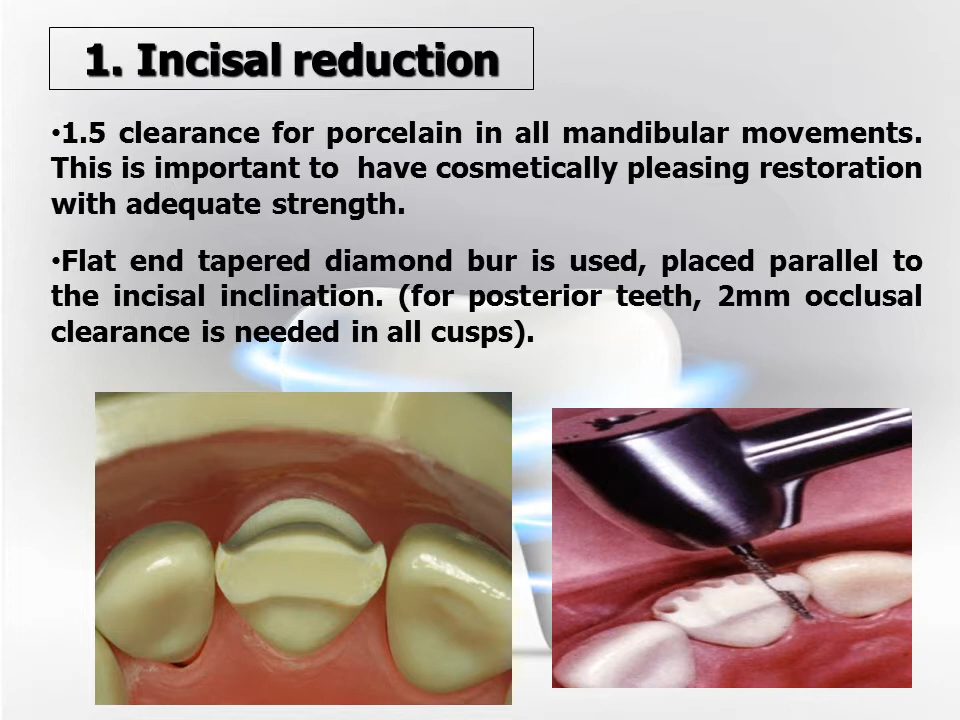 1. Incisal reduction
•1.5 clearance for porcelain in all mandibular movements.
This is important to have cosmetically pleasing restoration
with adequate strength.
•Flat end tapered diamond bur is used, placed parallel to
the incisal inclination. (for posterior teeth, 2mm occlusal
clearance is needed in all cusps).